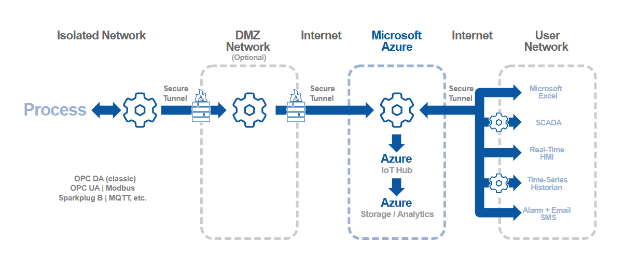 Isolated Network
DMZ
Network
(Optional)
Internet
Microsoft
Azure
Internet
User
Network
Process
Secure
Tunnel
Secure
Tunnel
Secure
Tunnel
Microsoft
Excel
SCADA
Real-Time
HMI
Time-Series
Historian
Alarm + Email
SMS
Azure
IoT Hub
Azure
Storage / Analytics
OPC DA (classic)
OPC UA | Modbus
Sparkplug B | MQTT, etc.